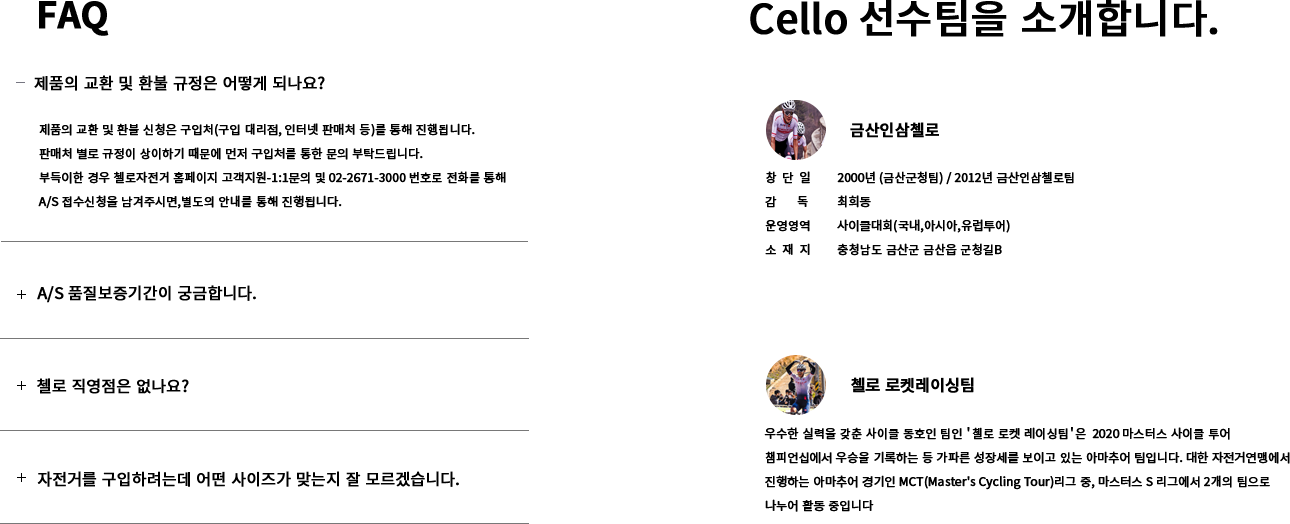 FAQ
제품의 교환 및 환불 규정은 어떻게 되나요?
제품의 교환 및 환불 신청은 구입처(구입 대리점, 인터넷 판매처 등)를 통해 진행됩니다.
판매처 별로 규정이 상이하기 때문에 먼저 구입처를 통한 문의 부탁드립니다.
부득이한 경우 첼로자전거 홈페이지 고객지원-1:1문의 및 02-2671-3000 번호로 전화를 통해
A/S 접수신청을 남겨주시면,별도의 안내를 통해 진행됩니다.
A/S 품질보증기간이 궁금합니다.
첼로 직영점은 없나요?
자전거를 구입하려는데 어떤 사이즈가 맞는지 잘 모르겠습니다.
Cello 선수팀을 소개합니다.
금산인삼첼로
창 단 일 2000년 (금산군청팀) / 2012년 금산인삼첼로팀
감 독 최희동
운영영역 사이클대회(국내,아시아,유럽투어)
소 재 지 충청남도 금산군 금산읍 군청길B
첼로 로켓레이싱팀
우수한 실력을 갖춘 사이클 동호인 팀인 '첼로 로켓 레이싱팀'은 2020 마스터스 사이클 투어
챔피언십에서 우승을 기록하는 등 가파른 성장세를 보이고 있는 아마추어 팀입니다. 대한 자전거연맹에서
진행하는 아마추어 경기인 MCT(Master's Cycling Tour)리그 중, 마스터스 S 리그에서 2개의 팀으로
나누어 활동 중입니다